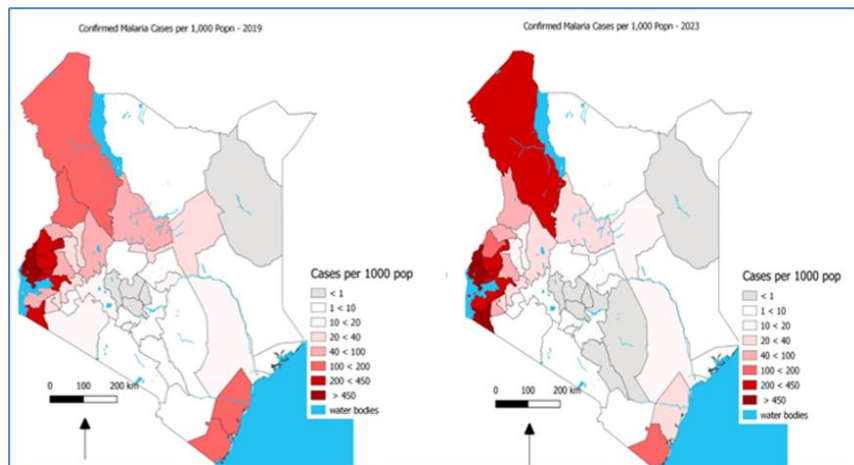 Confirmed Malaria Cases per 1,000 Popn - 2019
Cases per 1000 pop
< 1
1 < 10
10 < 20
20 < 40
40 < 100
100 < 200
200 < 450
> 450
water bodies
0 100 200 km
Confirmed Malaria Cases per 1,000 Popn - 2023
Cases per 1000 pop
< 1
1 < 10
10 < 20
20 < 40
40 < 100
100 < 200
200 < 450
> 450
water bodies
0 100 200 km